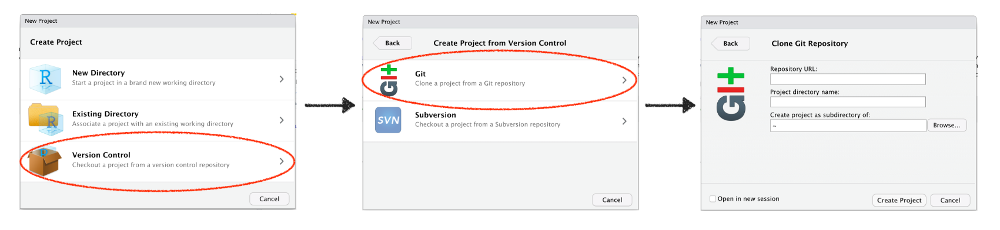 New Project
Create Project
R
New Directory
Start a project in a brand new working directory
R
Existing Directory
Associate a project with an existing working directory
R
Version Control
Checkout a project from a version control repository
Cancel
New Project
Back
Create Project from Version Control
Git
Git
Clone a project from a Git repository
SVN
Subversion
Checkout a project from a Subversion repository
Cancel
New Project
Back
Clone Git Repository
Git
Repository URL:
Project directory name:
Create project as subdirectory of:
~
Browse...
Open in new session
Create Project
Cancel